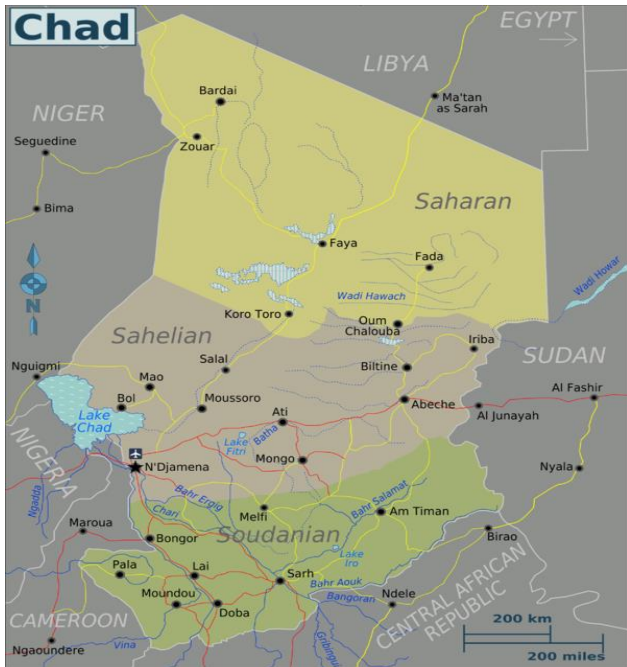 Chad
EGYPT
LIBYA
NIGER
Bardai
Ma'tan
as Sarah
Zouar
Seguedine
Bima
Saharan
Faya
Fada
N
Wadi Hawach
Wadi Howar
Koro Toro
Oum
Chalouba
Sahelian
Iriba
SUDAN
Salal
Nguigmi
Mao
Biltine
Bol
Moussoro
Abeche
Al Fashir
Lake
Chad
Ati
Al Junayah
Batha
Lake
Fitri
NIGERIA
N'Djamena
Mongo
Nyala
Ngadda
Bahr Ergig
Bahr Salamat
Chari
Melfi
Am Timan
Soudanian
Maroua
Bongor
Birao
Lake
Iro
Pala
Lai
Sarh
Bahr Aouk
Moundou
Doba
Bangoran
Ndele
CENTRAL AFRICAN
REPUBLIC
CAMEROON
Ngaoundere
Vina
Gribingui
200 km
200 miles